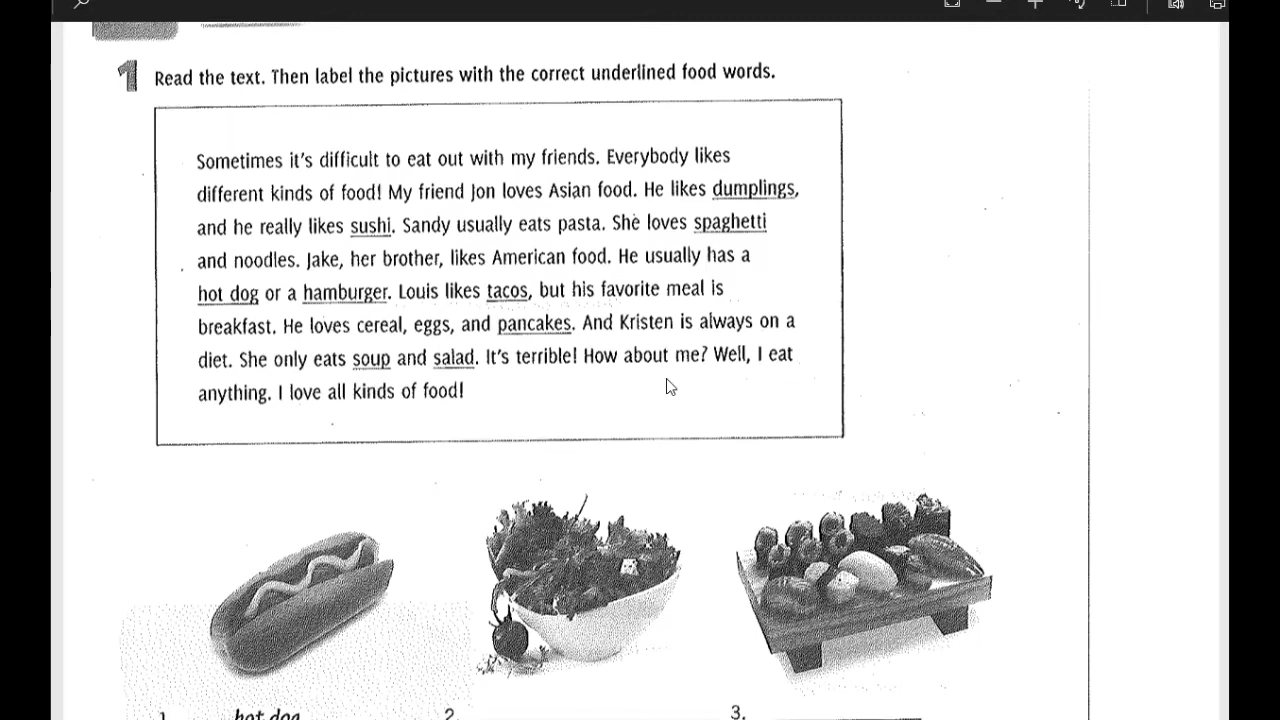 1 Read the text. Then label the pictures with the correct underlined food words.
Sometimes it's difficult to eat out with my friends. Everybody likes
different kinds of food! My friend Jon loves Asian food. He likes dumplings,
and he really likes sushi. Sandy usually eats pasta. She loves spaghetti
and noodles. Jake, her brother, likes American food. He usually has a
hot dog or a hamburger. Louis likes tacos, but his favorite meal is
breakfast. He loves cereal, eggs, and pancakes. And Kristen is always on a
diet. She only eats soup and salad. It's terrible! How about me? Well, I eat
anything. I love all kinds of food!
1. hot dog 2. 3.